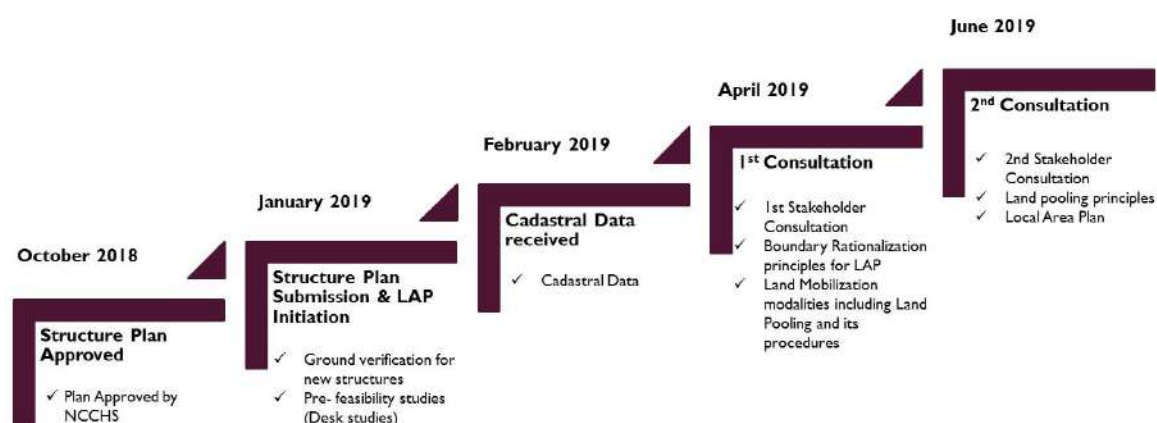 October 2018
Structure Plan
Approved
✓ Plan Approved by
NCCHS
January 2019
Structure Plan
Submission & LAP
Initiation
✓ Ground verification for
new structures
✓ Pre- feasibility studies
(Desk studies)
February 2019
Cadastral Data
received
✓ Cadastral Data
April 2019
1st Consultation
✓ 1st Stakeholder
Consultation
✓ Boundary Rationalization
principles for LAP
✓ Land Mobilization
modalities including Land
Pooling and its
procedures
June 2019
2nd Consultation
✓ 2nd Stakeholder
Consultation
✓ Land pooling principles
✓ Local Area Plan